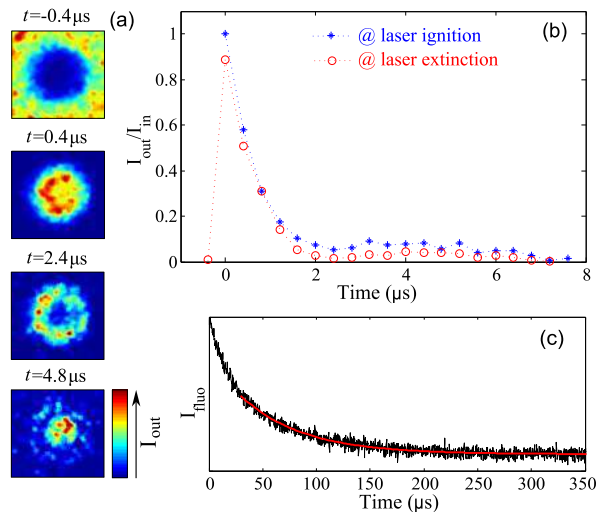 (a)
t=-0.4μs
t=0.4μs
t=2.4μs
t=4.8μs
I_out
(b)
@ laser ignition
@ laser extinction
I_out/I_in
1
0.8
0.6
0.4
0.2
0
0 2 4 6 8
Time (μs)
(c)
I_fluo
0 50 100 150 200 250 300 350
Time (μs)